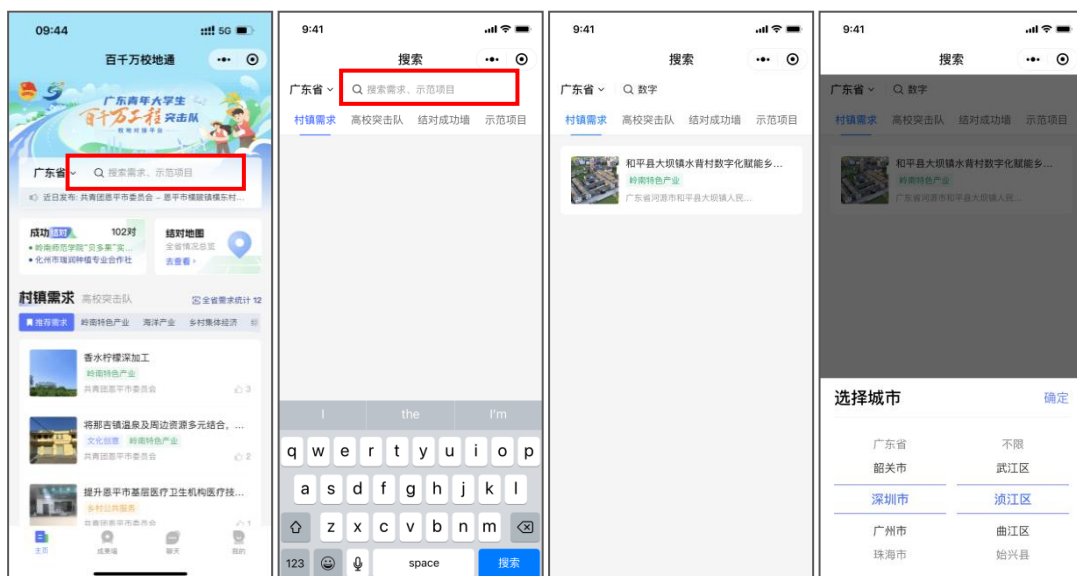 09:44
5G
百千万校地通
广东青年大学生
百千万工程突击队
广东省
搜索需求、示范项目
近日发布: 共青团恩平市委员会 – 恩平市横陂镇横东村...
成功结对
102对
• 岭南师范学院"贝多果"实...
• 化州市瑞润种植专业合作社
结对地图
全省情况总览
去查看
村镇需求
高校突击队
全省需求统计 12
推荐需求
岭南特色产业
海洋产业
乡村集体经济
香水柠檬深加工
岭南特色产业
共青团恩平市委员会
3
将那吉镇温泉及周边资源多元结合，...
文化创意
岭南特色产业
共青团恩平市委员会
2
提升恩平市基层医疗卫生机构医疗技...
乡村公共服务
共青团恩平市委员会
1
主页
成果墙
聊天
我的
9:41
搜索
广东省
搜索需求、示范项目
村镇需求
高校突击队
结对成功墙
示范项目
I
the
I'm
q w e r t y u i o p
a s d f g h j k l
z x c v b n m
123
space
搜索
9:41
搜索
广东省
数字
村镇需求
高校突击队
结对成功墙
示范项目
和平县大坝镇水背村数字化赋能乡...
岭南特色产业
广东省河源市和平县大坝镇人民...
9:41
搜索
广东省
数字
村镇需求
高校突击队
结对成功墙
示范项目
和平县大坝镇水背村数字化赋能乡...
岭南特色产业
广东省河源市和平县大坝镇人民...
选择城市
确定
广东省
不限
韶关市
武江区
深圳市
浈江区
广州市
曲江区
珠海市
始兴县